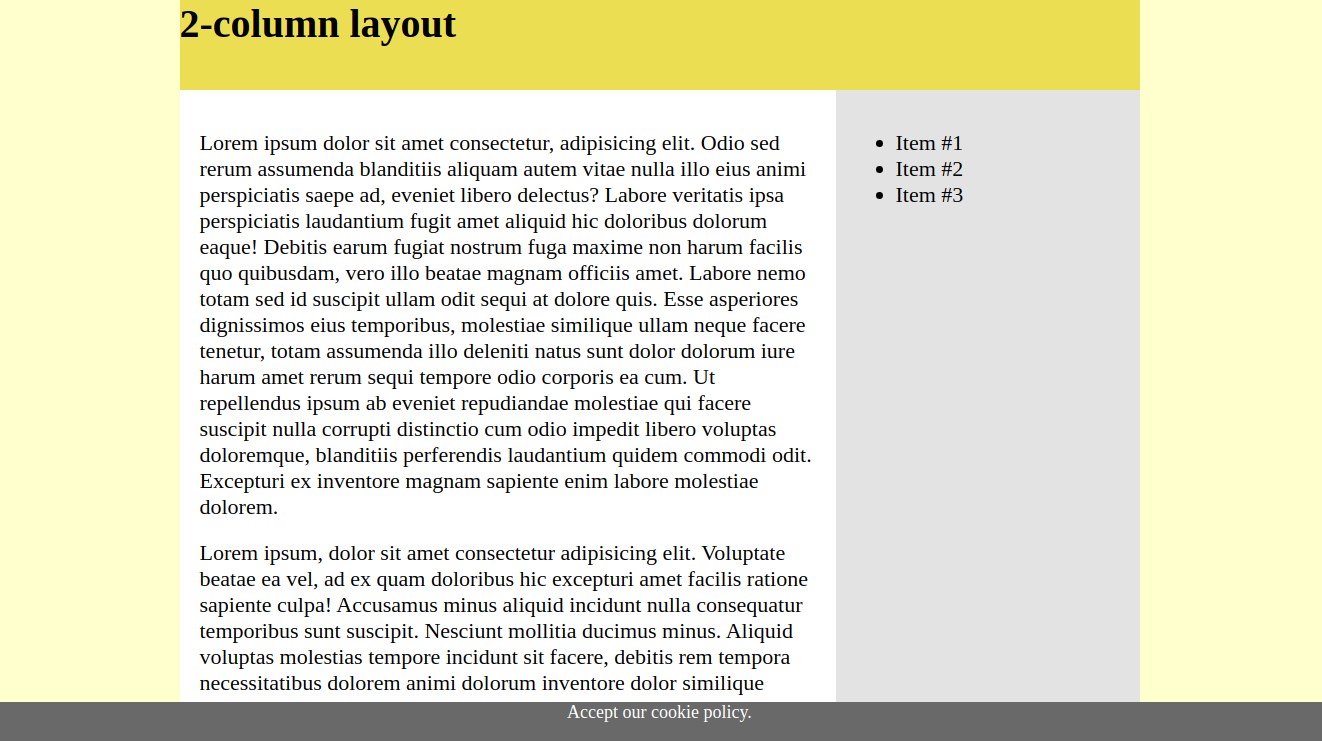 2-column layout
Lorem ipsum dolor sit amet consectetur, adipisicing elit. Odio sed
rerum assumenda blanditiis aliquam autem vitae nulla illo eius animi
perspiciatis saepe ad, eveniet libero delectus? Labore veritatis ipsa
perspiciatis laudantium fugit amet aliquid hic doloribus dolorum
eaque! Debitis earum fugiat nostrum fuga maxime non harum facilis
quo quibusdam, vero illo beatae magnam officiis amet. Labore nemo
totam sed id suscipit ullam odit sequi at dolore quis. Esse asperiores
dignissimos eius temporibus, molestiae similique ullam neque facere
tenetur, totam assumenda illo deleniti natus sunt dolor dolorum iure
harum amet rerum sequi tempore odio corporis ea cum. Ut
repellendus ipsum ab eveniet repudiandae molestiae qui facere
suscipit nulla corrupti distinctio cum odio impedit libero voluptas
doloremque, blanditiis perferendis laudantium quidem commodi odit.
Excepturi ex inventore magnam sapiente enim labore molestiae
dolorem.
Lorem ipsum, dolor sit amet consectetur adipisicing elit. Voluptate
beatae ea vel, ad ex quam doloribus hic excepturi amet facilis ratione
sapiente culpa! Accusamus minus aliquid incidunt nulla consequatur
temporibus sunt suscipit. Nesciunt mollitia ducimus minus. Aliquid
voluptas molestias tempore incidunt sit facere, debitis rem tempora
necessitatibus dolorem animi dolorum inventore dolor similique
• Item #1
• Item #2
• Item #3
Accept our cookie policy.